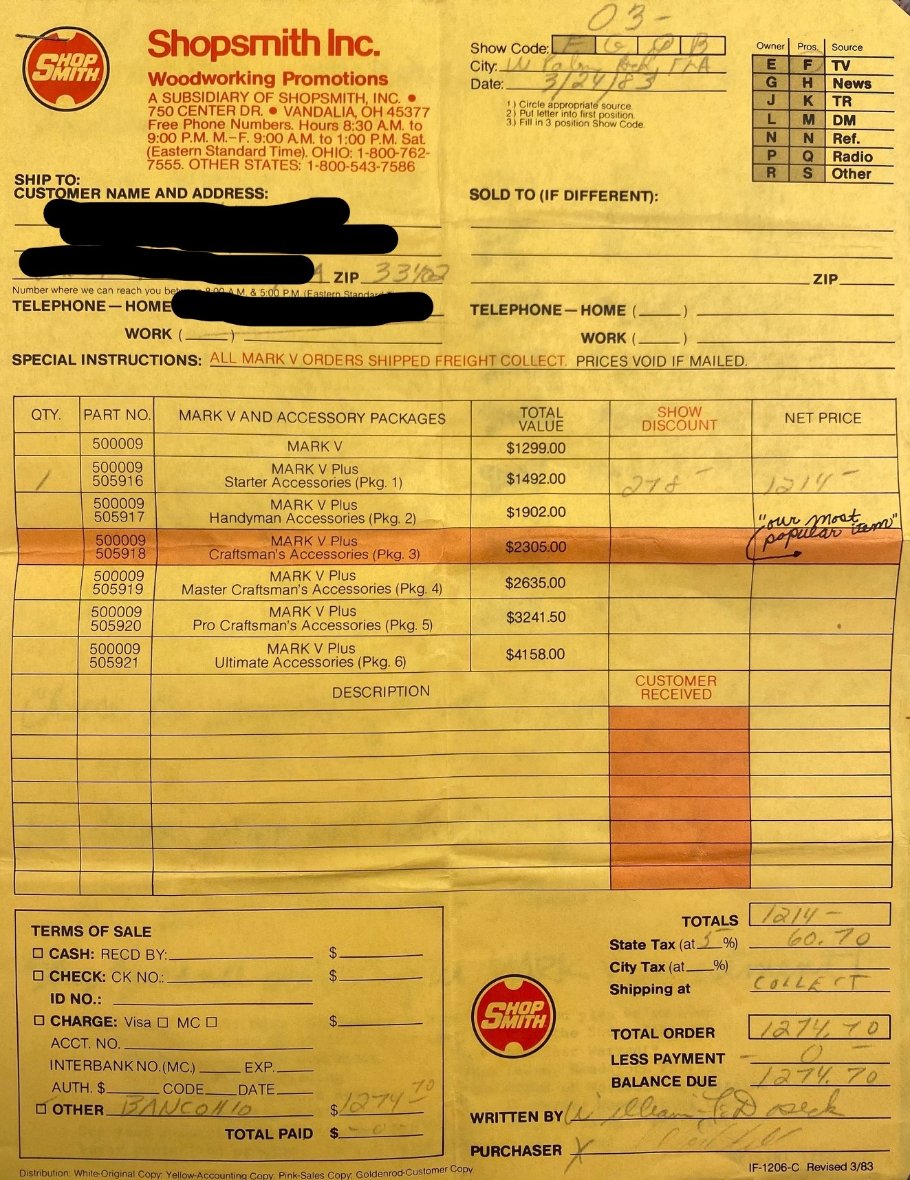 03-
SHOP SMITH
Shopsmith Inc.
Woodworking Promotions
A SUBSIDIARY OF SHOPSMITH, INC. •
750 CENTER DR. • VANDALIA, OH 45377
Free Phone Numbers. Hours 8:30 A.M. to
9:00 P.M. M.–F. 9:00 A.M. to 1:00 P.M. Sat.
(Eastern Standard Time). OHIO: 1-800-762-
7555. OTHER STATES: 1-800-543-7586
Show Code: F G P B
City: W Palm Bch, FLA
Date: 3/24/83
1) Circle appropriate source.
2) Put letter into first position.
3) Fill in 3 position Show Code.
Owner Pros. Source
E F TV
G H News
J K TR
L M DM
N N Ref.
P Q Radio
R S Other
SHIP TO:
CUSTOMER NAME AND ADDRESS:
ZIP 33402
Number where we can reach you between 8:00 A.M. & 5:00 P.M. (Eastern Standard
TELEPHONE—HOME
WORK ( )
SOLD TO (IF DIFFERENT):
ZIP
TELEPHONE—HOME ( )
WORK ( )
SPECIAL INSTRUCTIONS: ALL MARK V ORDERS SHIPPED FREIGHT COLLECT. PRICES VOID IF MAILED.
QTY. PART NO. MARK V AND ACCESSORY PACKAGES TOTAL VALUE SHOW DISCOUNT NET PRICE
500009 MARK V $1299.00
1 500009 505916 MARK V Plus Starter Accessories (Pkg. 1) $1492.00 278- 1214-
500009 505917 MARK V Plus Handyman Accessories (Pkg. 2) $1902.00
500009 505918 MARK V Plus Craftsman's Accessories (Pkg. 3) $2305.00 "our most popular item"
500009 505919 MARK V Plus Master Craftsman's Accessories (Pkg. 4) $2635.00
500009 505920 MARK V Plus Pro Craftsman's Accessories (Pkg. 5) $3241.50
500009 505921 MARK V Plus Ultimate Accessories (Pkg. 6) $4158.00
DESCRIPTION CUSTOMER RECEIVED
TERMS OF SALE
CASH: RECD BY: $
CHECK: CK NO.: $
ID NO.:
CHARGE: Visa MC $
ACCT. NO.
INTERBANK NO. (MC.) EXP.
AUTH. $ CODE DATE
OTHER BANCOHIO $1274.70
TOTAL PAID $ -0-
SHOP SMITH
TOTALS 1214-
State Tax (at 5 %) 60.70
City Tax (at %)
Shipping at COLLECT
TOTAL ORDER 1274.70
LESS PAYMENT - 0 -
BALANCE DUE 1274.70
WRITTEN BY William
PURCHASER X
Distribution: White-Original Copy: Yellow-Accounting Copy: Pink-Sales Copy: Goldenrod-Customer Copy
IF-1206-C Revised 3/83